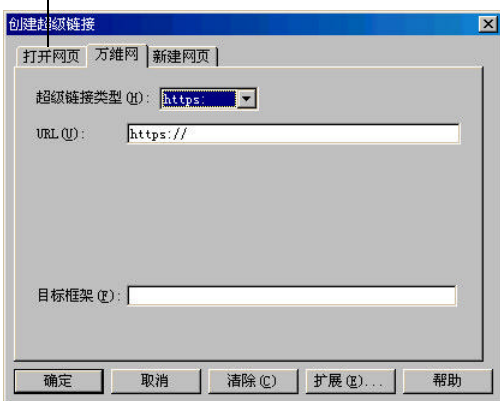 创建超级链接
打开网页 万维网 新建网页
超级链接类型(H): https:
URL(U): https://
目标框架(F):
确定 取消 清除(C) 扩展(E)... 帮助